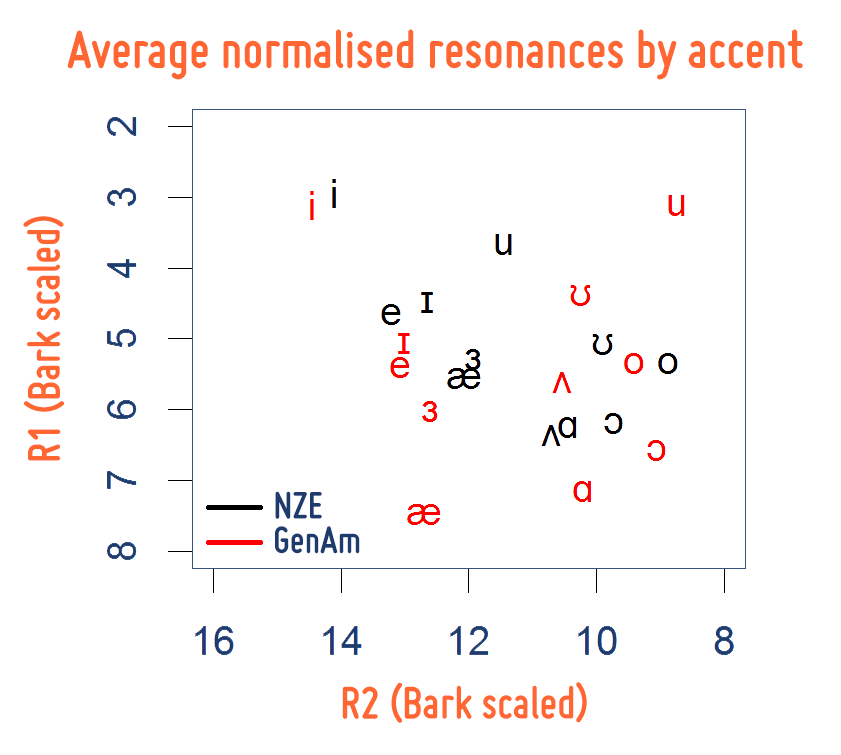 Average normalised resonances by accent
R1 (Bark scaled)
2
3
4
5
6
7
8
i i u
u
ʊ
ɪ
e
ɪ ʊ
e ɜ o o
æ ʌ
ɜ ɑ ɔ
ʌ
ɔ
ɑ
æ
NZE
GenAm
16 14 12 10 8
R2 (Bark scaled)